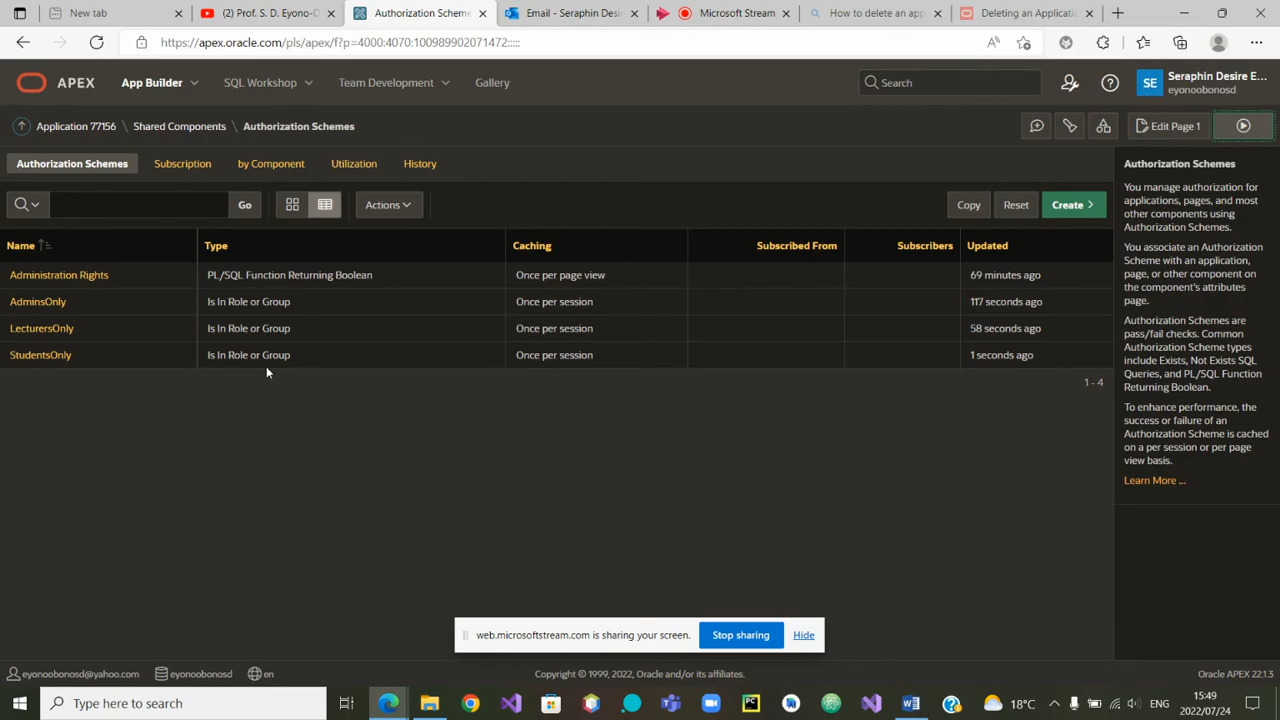 New tab
(2) Prof. S. D. Eyono-O
Authorization Scheme
Email - Seraphin Desire E
Microsoft Stream
How to delete an app
Deleting an Applicatio
https://apex.oracle.com/pls/apex/f?p=4000:4070:100989902071472:::::
APEX
App Builder
SQL Workshop
Team Development
Gallery
Search
SE
Seraphin Desire E...
eyonoobonosd
Application 77156
Shared Components
Authorization Schemes
Edit Page 1
Authorization Schemes
Subscription
by Component
Utilization
History
Go
Actions
Copy
Reset
Create
Name
Type
Caching
Subscribed From
Subscribers
Updated
Administration Rights
PL/SQL Function Returning Boolean
Once per page view
69 minutes ago
AdminsOnly
Is In Role or Group
Once per session
117 seconds ago
LecturersOnly
Is In Role or Group
Once per session
58 seconds ago
StudentsOnly
Is In Role or Group
Once per session
1 seconds ago
1 - 4
Authorization Schemes
You manage authorization for
applications, pages, and most
other components using
Authorization Schemes.
You associate an Authorization
Scheme with an application,
page, or other component on
the component's attributes
page.
Authorization Schemes are
pass/fail checks. Common
Authorization Scheme types
include Exists, Not Exists SQL
Queries, and PL/SQL Function
Returning Boolean.
To enhance performance, the
success or failure of an
Authorization Scheme is cached
on a per session or per page
view basis.
Learn More ...
web.microsoftstream.com is sharing your screen.
Stop sharing
Hide
eyonoobonosd@yahoo.com
eyonoobonosd
en
Copyright © 1999, 2022, Oracle and/or its affiliates.
Oracle APEX 22.1.3
Type here to search
PC
18°C
15:49
2022/07/24